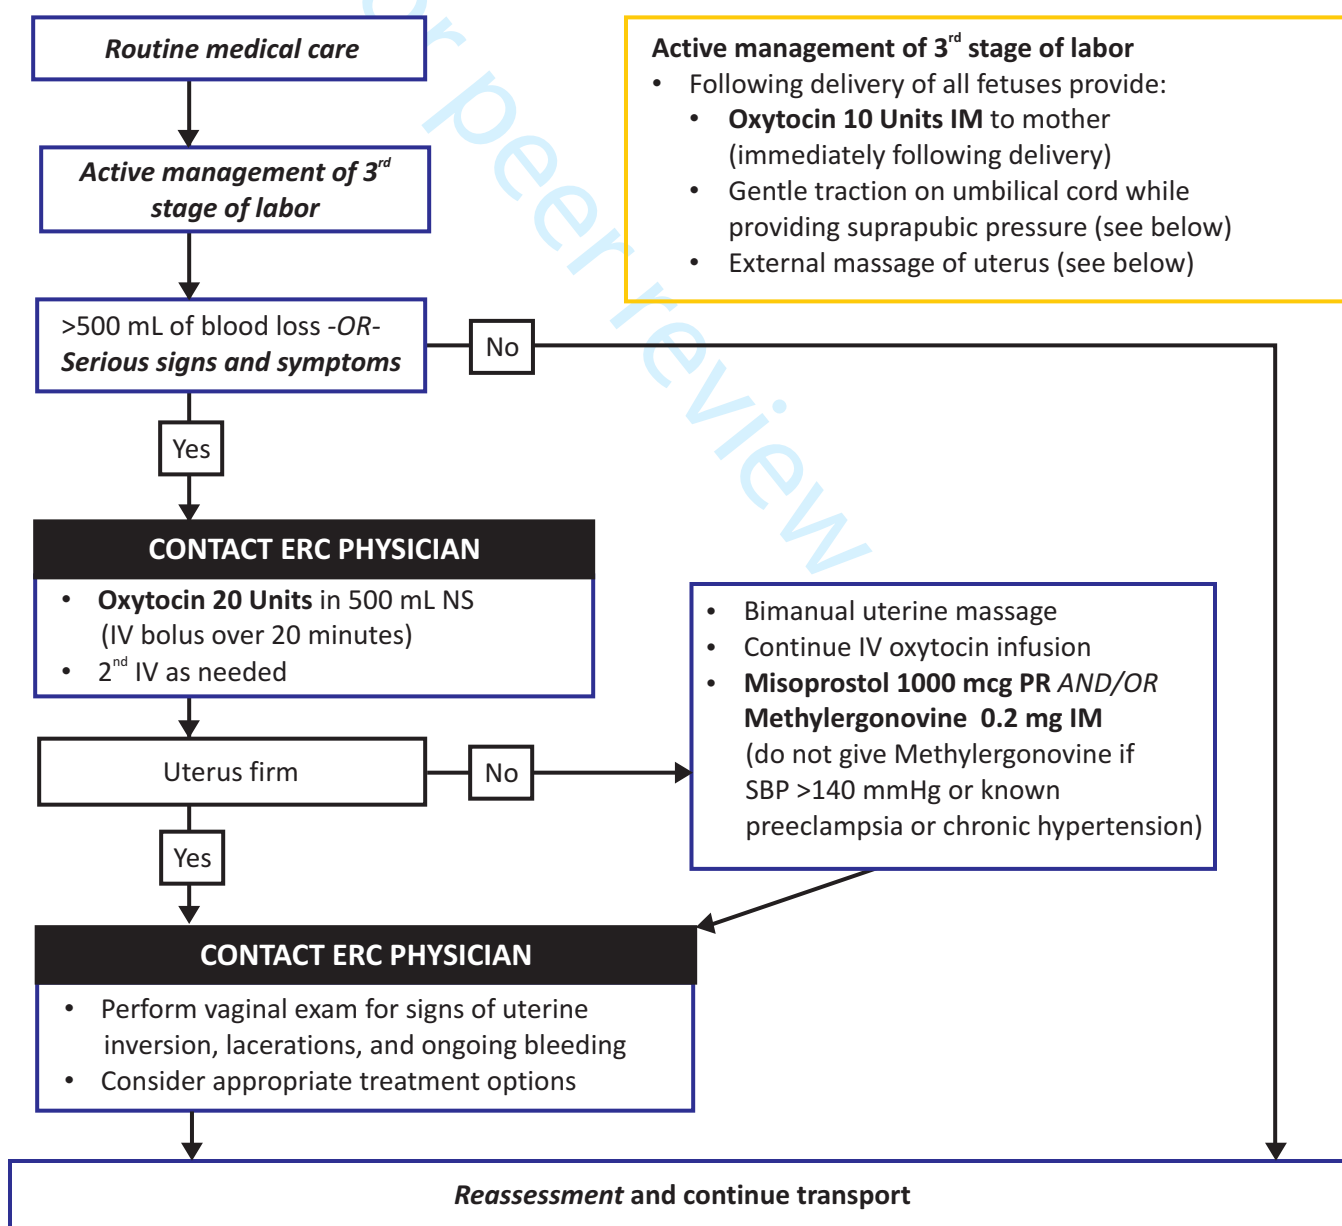 Routine medical care
Active management of 3rd
stage of labor
>500 mL of blood loss -OR-
Serious signs and symptoms
No
Yes
CONTACT ERC PHYSICIAN
• Oxytocin 20 Units in 500 mL NS
(IV bolus over 20 minutes)
• 2nd IV as needed
Uterus firm
No
Yes
CONTACT ERC PHYSICIAN
• Perform vaginal exam for signs of uterine
inversion, lacerations, and ongoing bleeding
• Consider appropriate treatment options
Active management of 3rd stage of labor
• Following delivery of all fetuses provide:
• Oxytocin 10 Units IM to mother
(immediately following delivery)
• Gentle traction on umbilical cord while
providing suprapubic pressure (see below)
• External massage of uterus (see below)
• Bimanual uterine massage
• Continue IV oxytocin infusion
• Misoprostol 1000 mcg PR AND/OR
Methylergonovine 0.2 mg IM
(do not give Methylergonovine if
SBP >140 mmHg or known
preeclampsia or chronic hypertension)
Reassessment and continue transport
or peer review